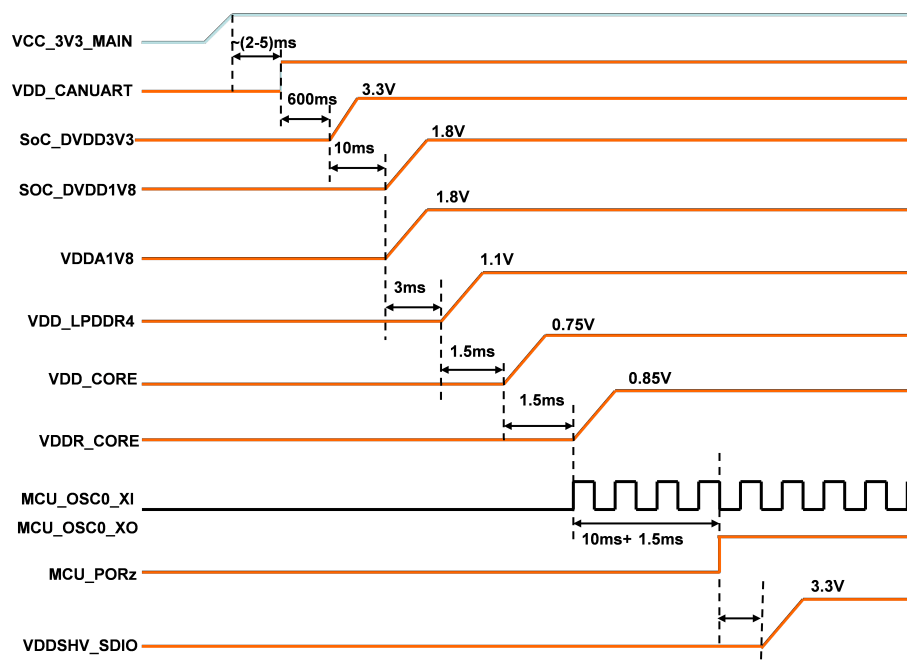 VCC_3V3_MAIN
~(2-5)ms
VDD_CANUART
600ms
3.3V
SoC_DVDD3V3
10ms
1.8V
SOC_DVDD1V8
1.8V
VDDA1V8
1.1V
3ms
VDD_LPDDR4
0.75V
1.5ms
VDD_CORE
0.85V
1.5ms
VDDR_CORE
MCU_OSC0_XI
MCU_OSC0_XO
10ms+ 1.5ms
MCU_PORz
3.3V
VDDSHV_SDIO